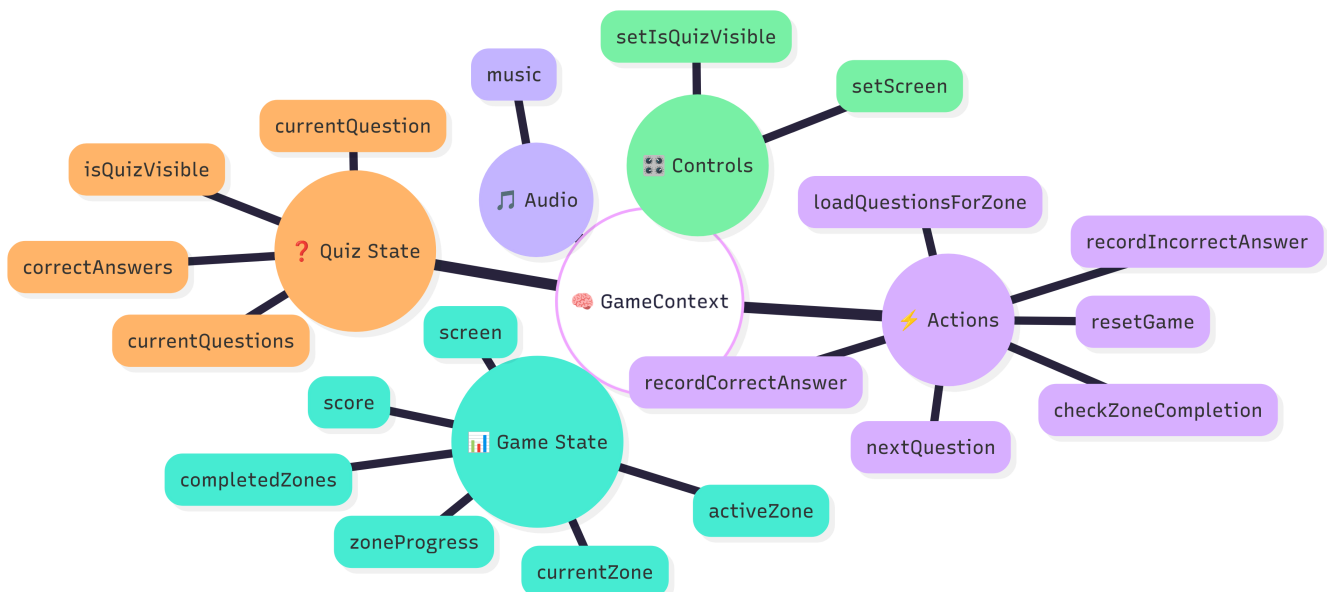 setIsQuizVisible
music
setScreen
currentQuestion
isQuizVisible
🎛️ Controls
🎵 Audio
loadQuestionsForZone
recordIncorrectAnswer
❓ Quiz State
correctAnswers
🧠 GameContext
⚡ Actions
resetGame
currentQuestions
screen
recordCorrectAnswer
score
checkZoneCompletion
📊 Game State
nextQuestion
completedZones
activeZone
zoneProgress
currentZone